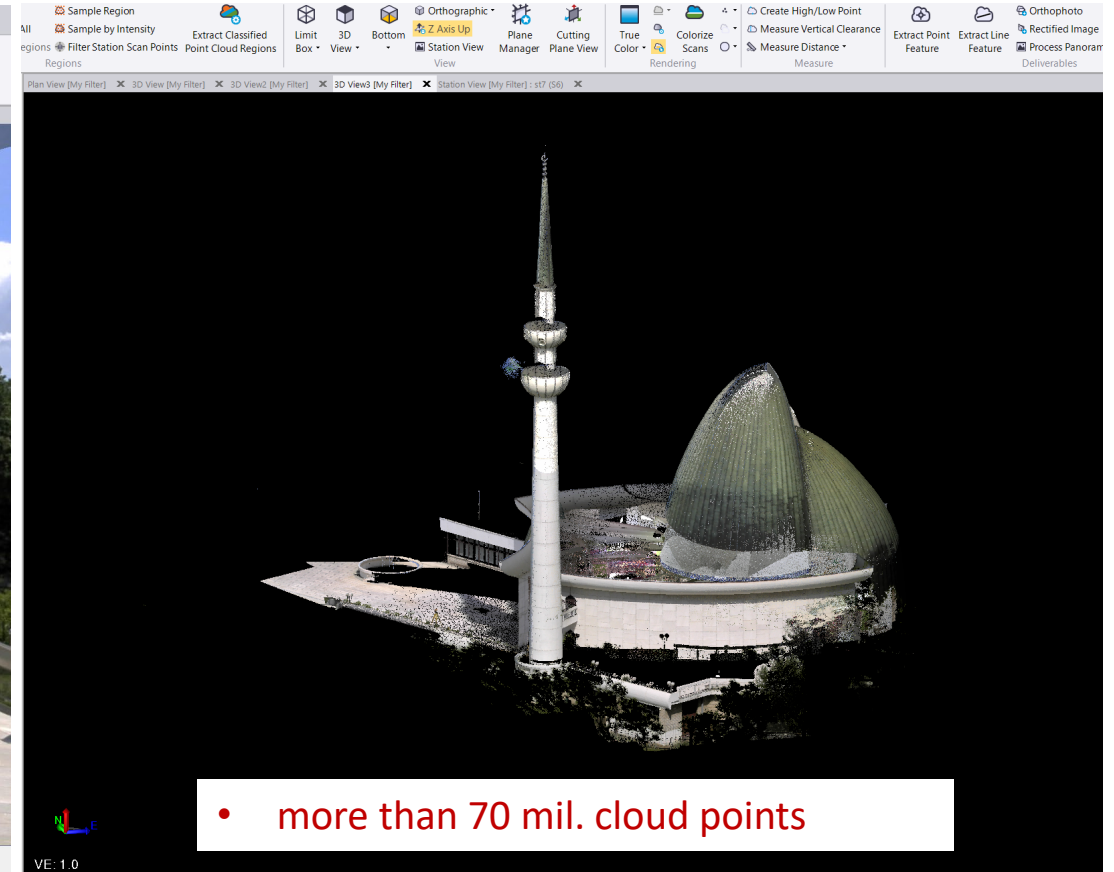 Sample Region
Sample by Intensity
Filter Station Scan Points
Extract Classified
Point Cloud Regions
Regions
Limit
Box
3D
View
Bottom
Orthographic
Z Axis Up
Station View
Plane
Manager
Cutting
Plane View
View
True
Color
Colorize
Scans
Rendering
Create High/Low Point
Measure Vertical Clearance
Measure Distance
Measure
Extract Point
Feature
Extract Line
Feature
Orthophoto
Rectified Image
Process Panoram
Deliverables
Plan View [My Filter]
3D View [My Filter]
3D View2 [My Filter]
3D View3 [My Filter]
Station View [My Filter] : st7 (S6)
N
E
• more than 70 mil. cloud points
VE: 1.0